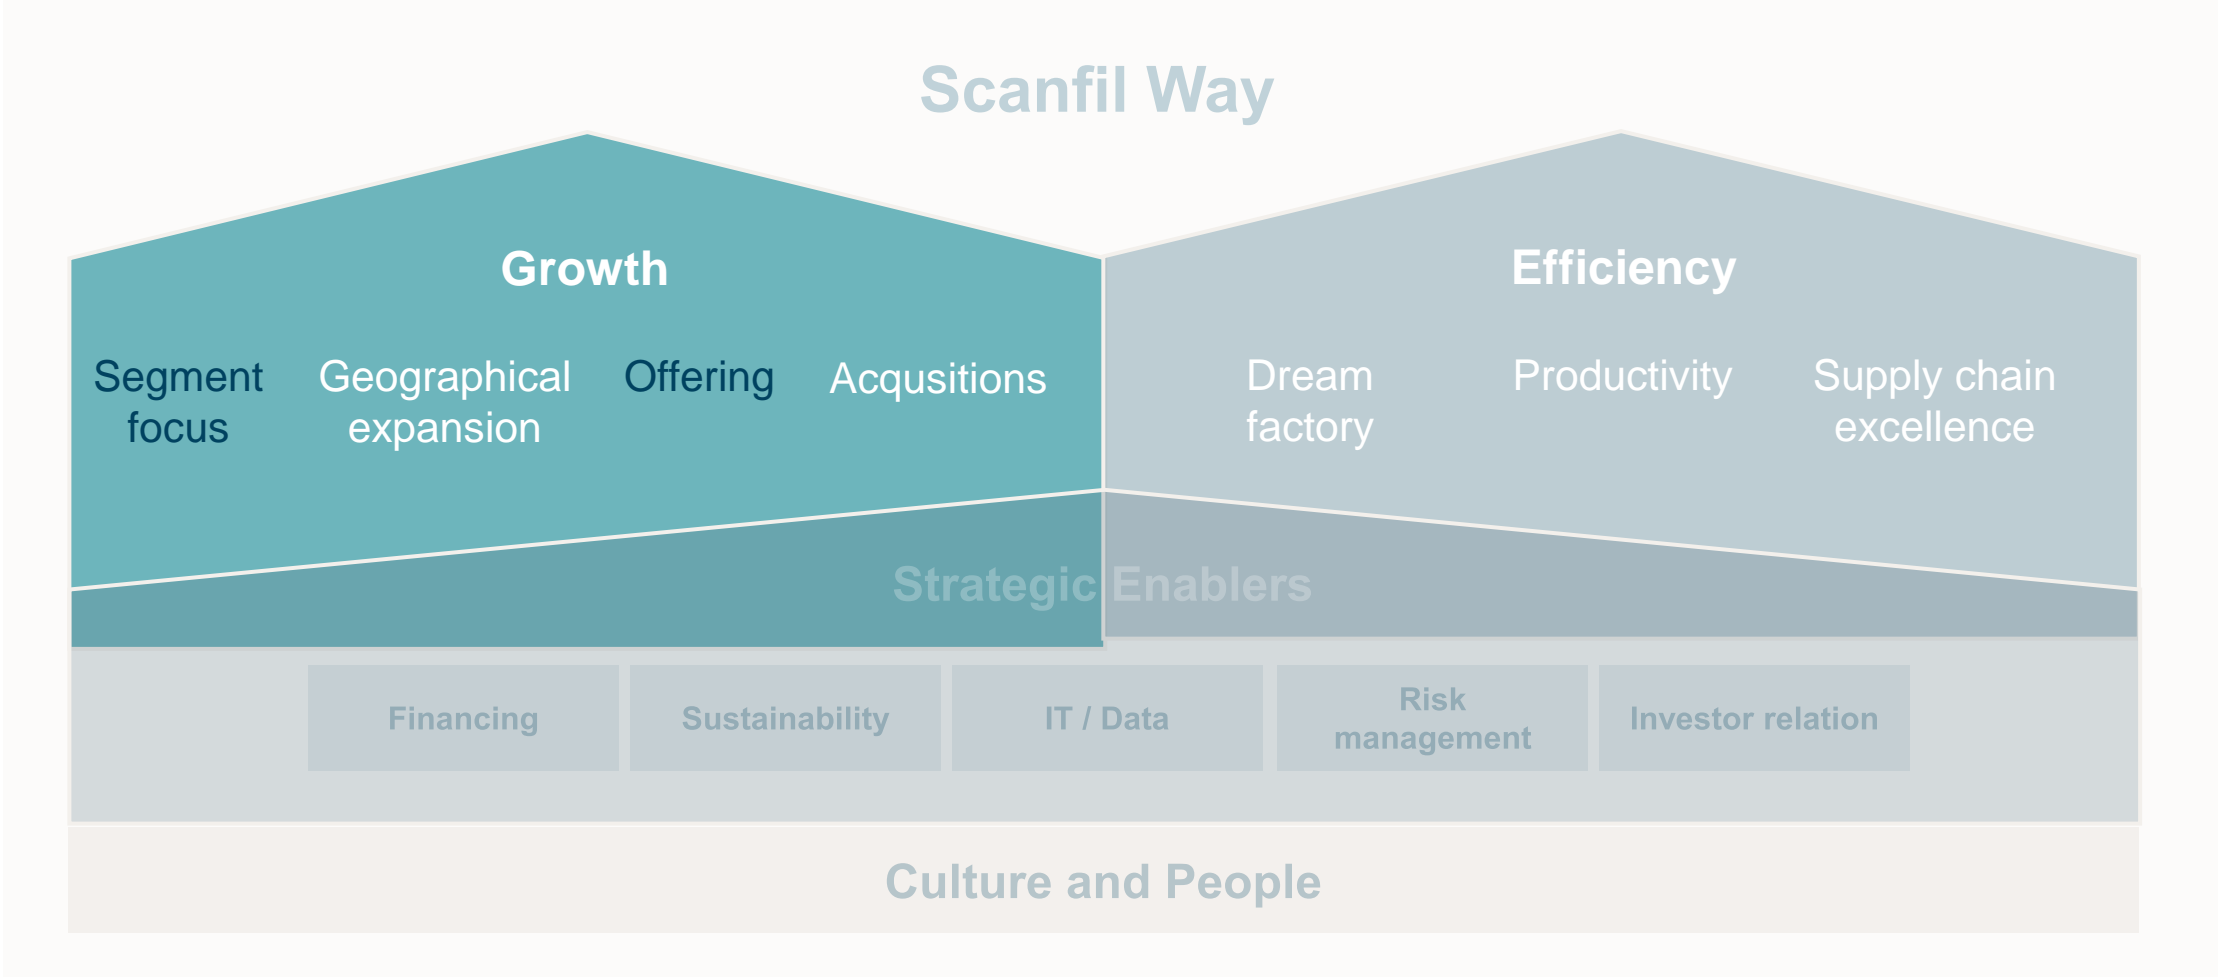 Scanfil Way
Growth
Segment
focus
Geographical
expansion
Offering
Acqusitions
Efficiency
Dream
factory
Productivity
Supply chain
excellence
Strategic Enablers
Financing
Sustainability
IT / Data
Risk
management
Investor relation
Culture and People